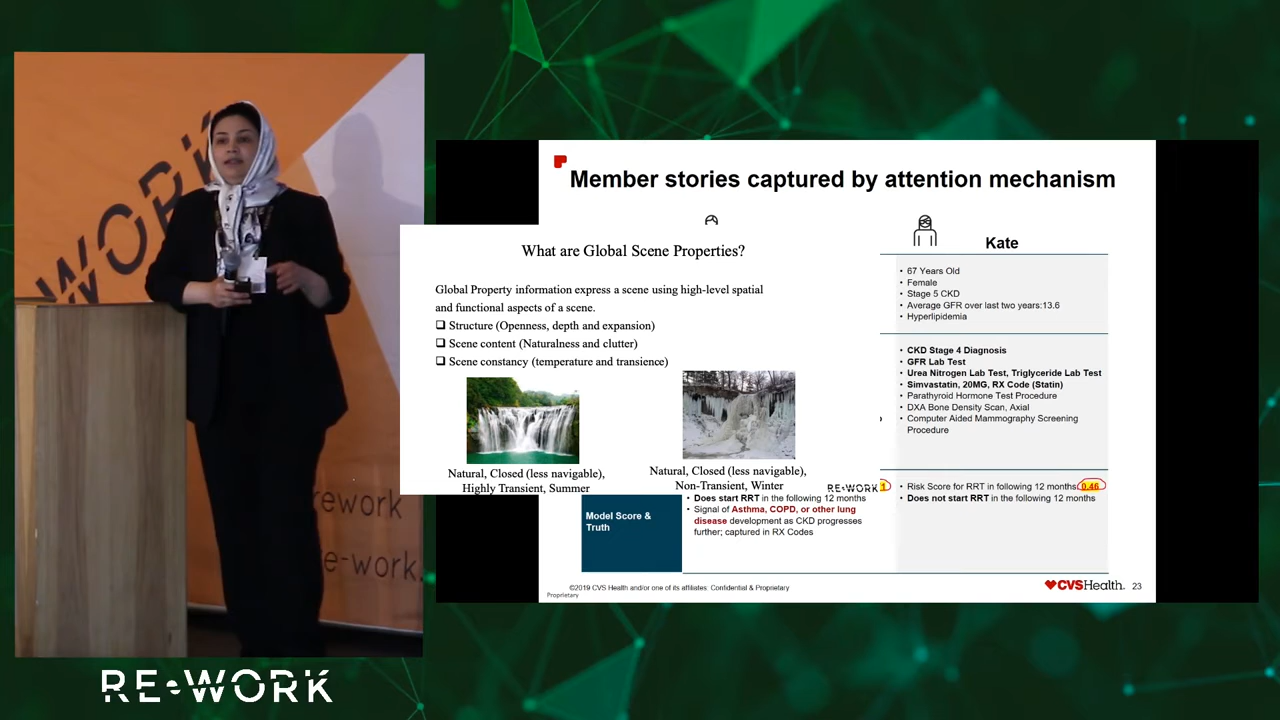 WORK
rework
re-work.
RE•WORK
Member stories captured by attention mechanism
What are Global Scene Properties?
Global Property information express a scene using high-level spatial
and functional aspects of a scene.
❑ Structure (Openness, depth and expansion)
❑ Scene content (Naturalness and clutter)
❑ Scene constancy (temperature and transience)
Natural, Closed (less navigable),
Highly Transient, Summer
Natural, Closed (less navigable),
Non-Transient, Winter
RE•WORK
Kate
• 67 Years Old
• Female
• Stage 5 CKD
• Average GFR over last two years:13.6
• Hyperlipidemia
• CKD Stage 4 Diagnosis
• GFR Lab Test
• Urea Nitrogen Lab Test, Triglyceride Lab Test
• Simvastatin, 20MG, RX Code (Statin)
• Parathyroid Hormone Test Procedure
• DXA Bone Density Scan, Axial
• Computer Aided Mammography Screening
Procedure
1
• Risk Score for RRT in following 12 months: 0.46
• Does not start RRT in the following 12 months
Model Score &
Truth
• Does start RRT in the following 12 months
• Signal of Asthma, COPD, or other lung
disease development as CKD progresses
further; captured in RX Codes
©2019 CVS Health and/or one of its affiliates: Confidential & Proprietary
Proprietary
CVSHealth.
23